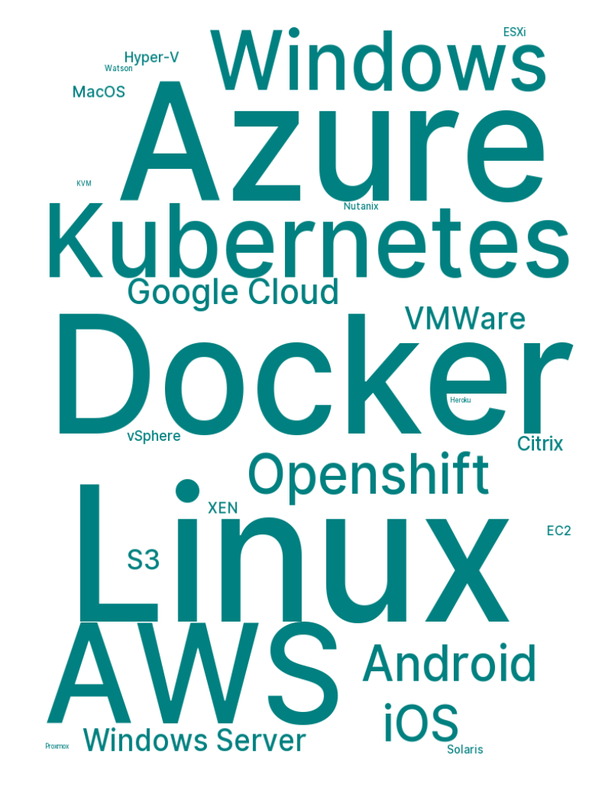 ESXi
Windows
Hyper-V
Watson
MacOS
Azure
KVM
Nutanix
Kubernetes
Google Cloud
VMWare
Docker
Heroku
vSphere
Citrix
Openshift
XEN
EC2
S3
Linux
AWS
Android
iOS
Windows Server
Proxmox
Solaris